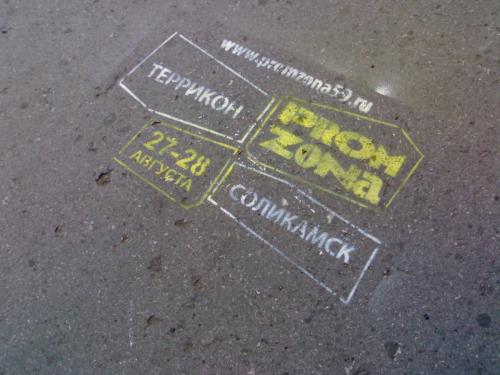 www.promzona59.ru
ТЕРРИКОН
PROM
ZONA
27-28
АВГУСТА
СОЛИКАМСК